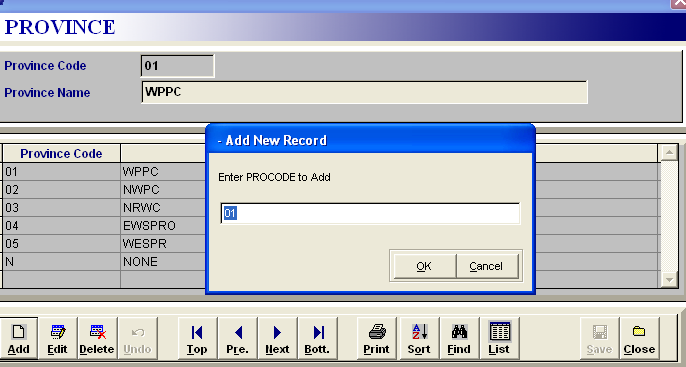 PROVINCE
Province Code 01
Province Name WPPC
- Add New Record
Enter PROCODE to Add
01
OK Cancel
Province Code
01 WPPC
02 NWPC
03 NRWC
04 EWSPRO
05 WESPR
N NONE
Add Edit Delete Undo Top Pre. Next Bott. Print Sort Find List Save Close